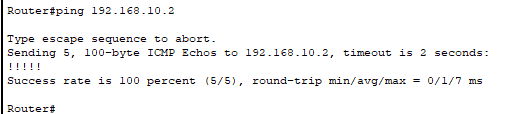 Router#ping 192.168.10.2
Type escape sequence to abort.
Sending 5, 100-byte ICMP Echos to 192.168.10.2, timeout is 2 seconds:
!!!!!
Success rate is 100 percent (5/5), round-trip min/avg/max = 0/1/7 ms
Router#